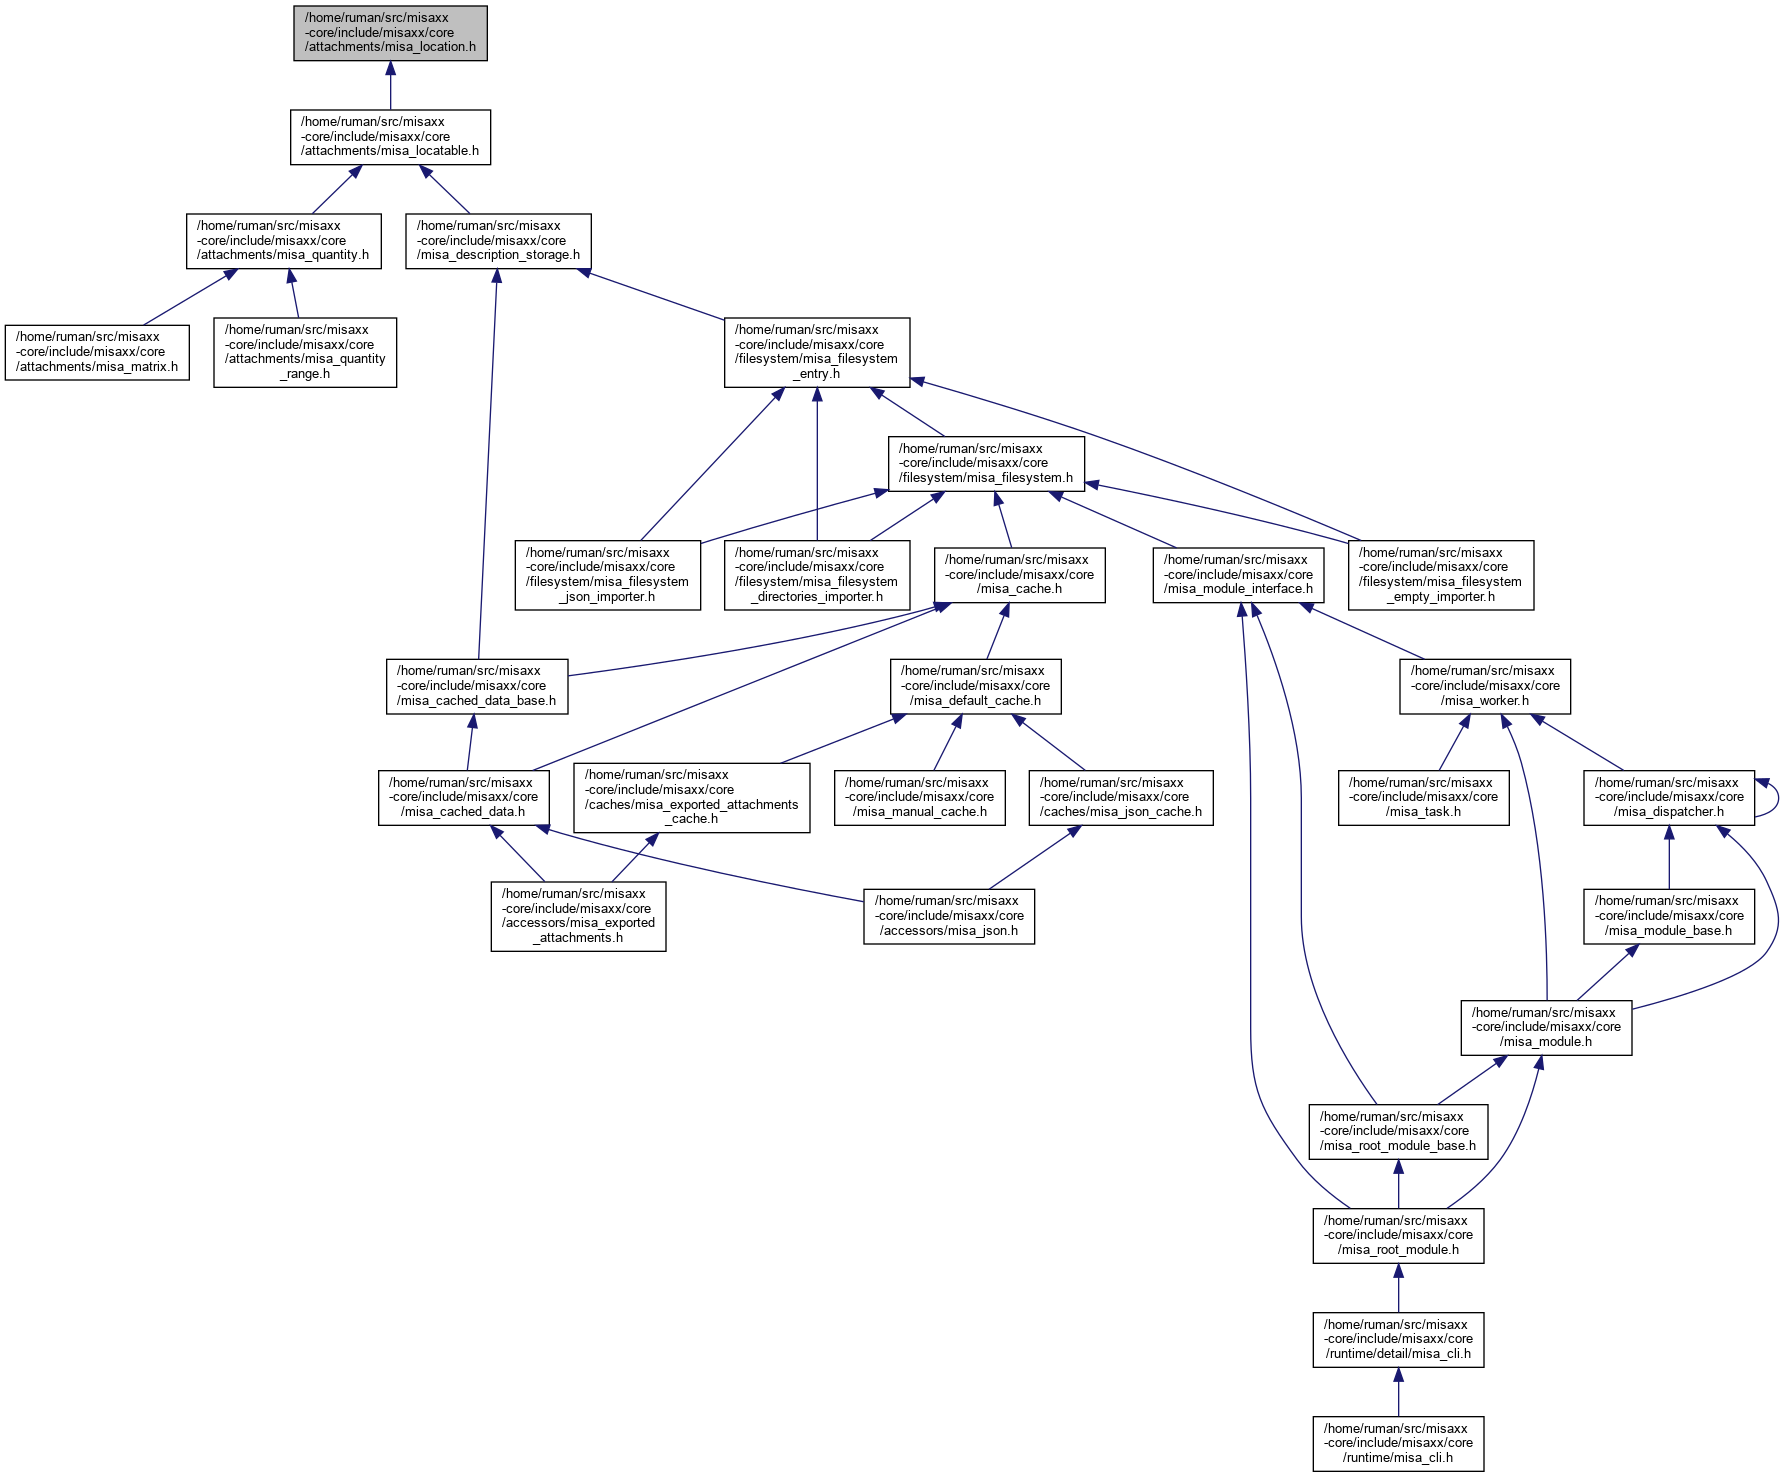 /home/ruman/src/misaxx
-core/include/misaxx/core
/attachments/misa_location.h
/home/ruman/src/misaxx
-core/include/misaxx/core
/attachments/misa_locatable.h
/home/ruman/src/misaxx
-core/include/misaxx/core
/attachments/misa_quantity.h
/home/ruman/src/misaxx
-core/include/misaxx/core
/misa_description_storage.h
/home/ruman/src/misaxx
-core/include/misaxx/core
/attachments/misa_matrix.h
/home/ruman/src/misaxx
-core/include/misaxx/core
/attachments/misa_quantity
_range.h
/home/ruman/src/misaxx
-core/include/misaxx/core
/filesystem/misa_filesystem
_entry.h
/home/ruman/src/misaxx
-core/include/misaxx/core
/filesystem/misa_filesystem.h
/home/ruman/src/misaxx
-core/include/misaxx/core
/filesystem/misa_filesystem
_json_importer.h
/home/ruman/src/misaxx
-core/include/misaxx/core
/filesystem/misa_filesystem
_directories_importer.h
/home/ruman/src/misaxx
-core/include/misaxx/core
/misa_cache.h
/home/ruman/src/misaxx
-core/include/misaxx/core
/misa_module_interface.h
/home/ruman/src/misaxx
-core/include/misaxx/core
/filesystem/misa_filesystem
_empty_importer.h
/home/ruman/src/misaxx
-core/include/misaxx/core
/misa_cached_data_base.h
/home/ruman/src/misaxx
-core/include/misaxx/core
/misa_default_cache.h
/home/ruman/src/misaxx
-core/include/misaxx/core
/misa_worker.h
/home/ruman/src/misaxx
-core/include/misaxx/core
/misa_cached_data.h
/home/ruman/src/misaxx
-core/include/misaxx/core
/caches/misa_exported_attachments
_cache.h
/home/ruman/src/misaxx
-core/include/misaxx/core
/misa_manual_cache.h
/home/ruman/src/misaxx
-core/include/misaxx/core
/caches/misa_json_cache.h
/home/ruman/src/misaxx
-core/include/misaxx/core
/misa_task.h
/home/ruman/src/misaxx
-core/include/misaxx/core
/misa_dispatcher.h
/home/ruman/src/misaxx
-core/include/misaxx/core
/accessors/misa_exported
_attachments.h
/home/ruman/src/misaxx
-core/include/misaxx/core
/accessors/misa_json.h
/home/ruman/src/misaxx
-core/include/misaxx/core
/misa_module_base.h
/home/ruman/src/misaxx
-core/include/misaxx/core
/misa_module.h
/home/ruman/src/misaxx
-core/include/misaxx/core
/misa_root_module_base.h
/home/ruman/src/misaxx
-core/include/misaxx/core
/misa_root_module.h
/home/ruman/src/misaxx
-core/include/misaxx/core
/runtime/detail/misa_cli.h
/home/ruman/src/misaxx
-core/include/misaxx/core
/runtime/misa_cli.h